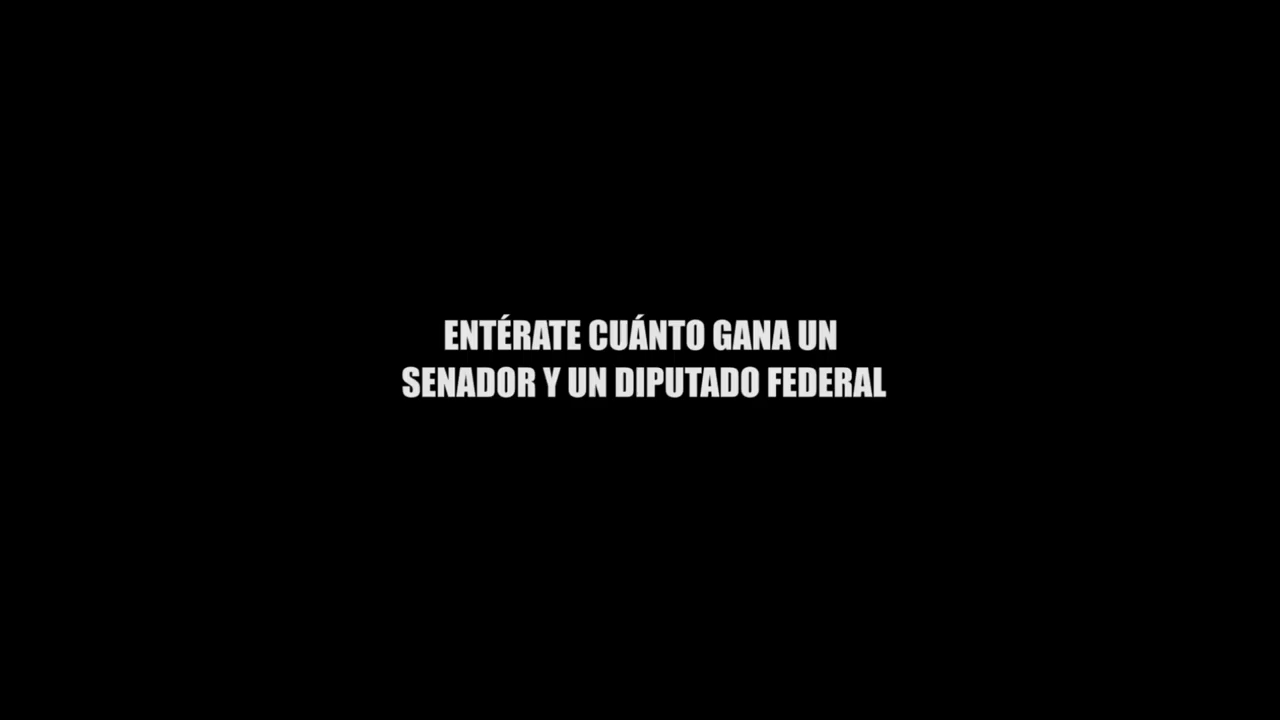 ENTÉRATE CUÁNTO GANA UN
SENADOR Y UN DIPUTADO FEDERAL